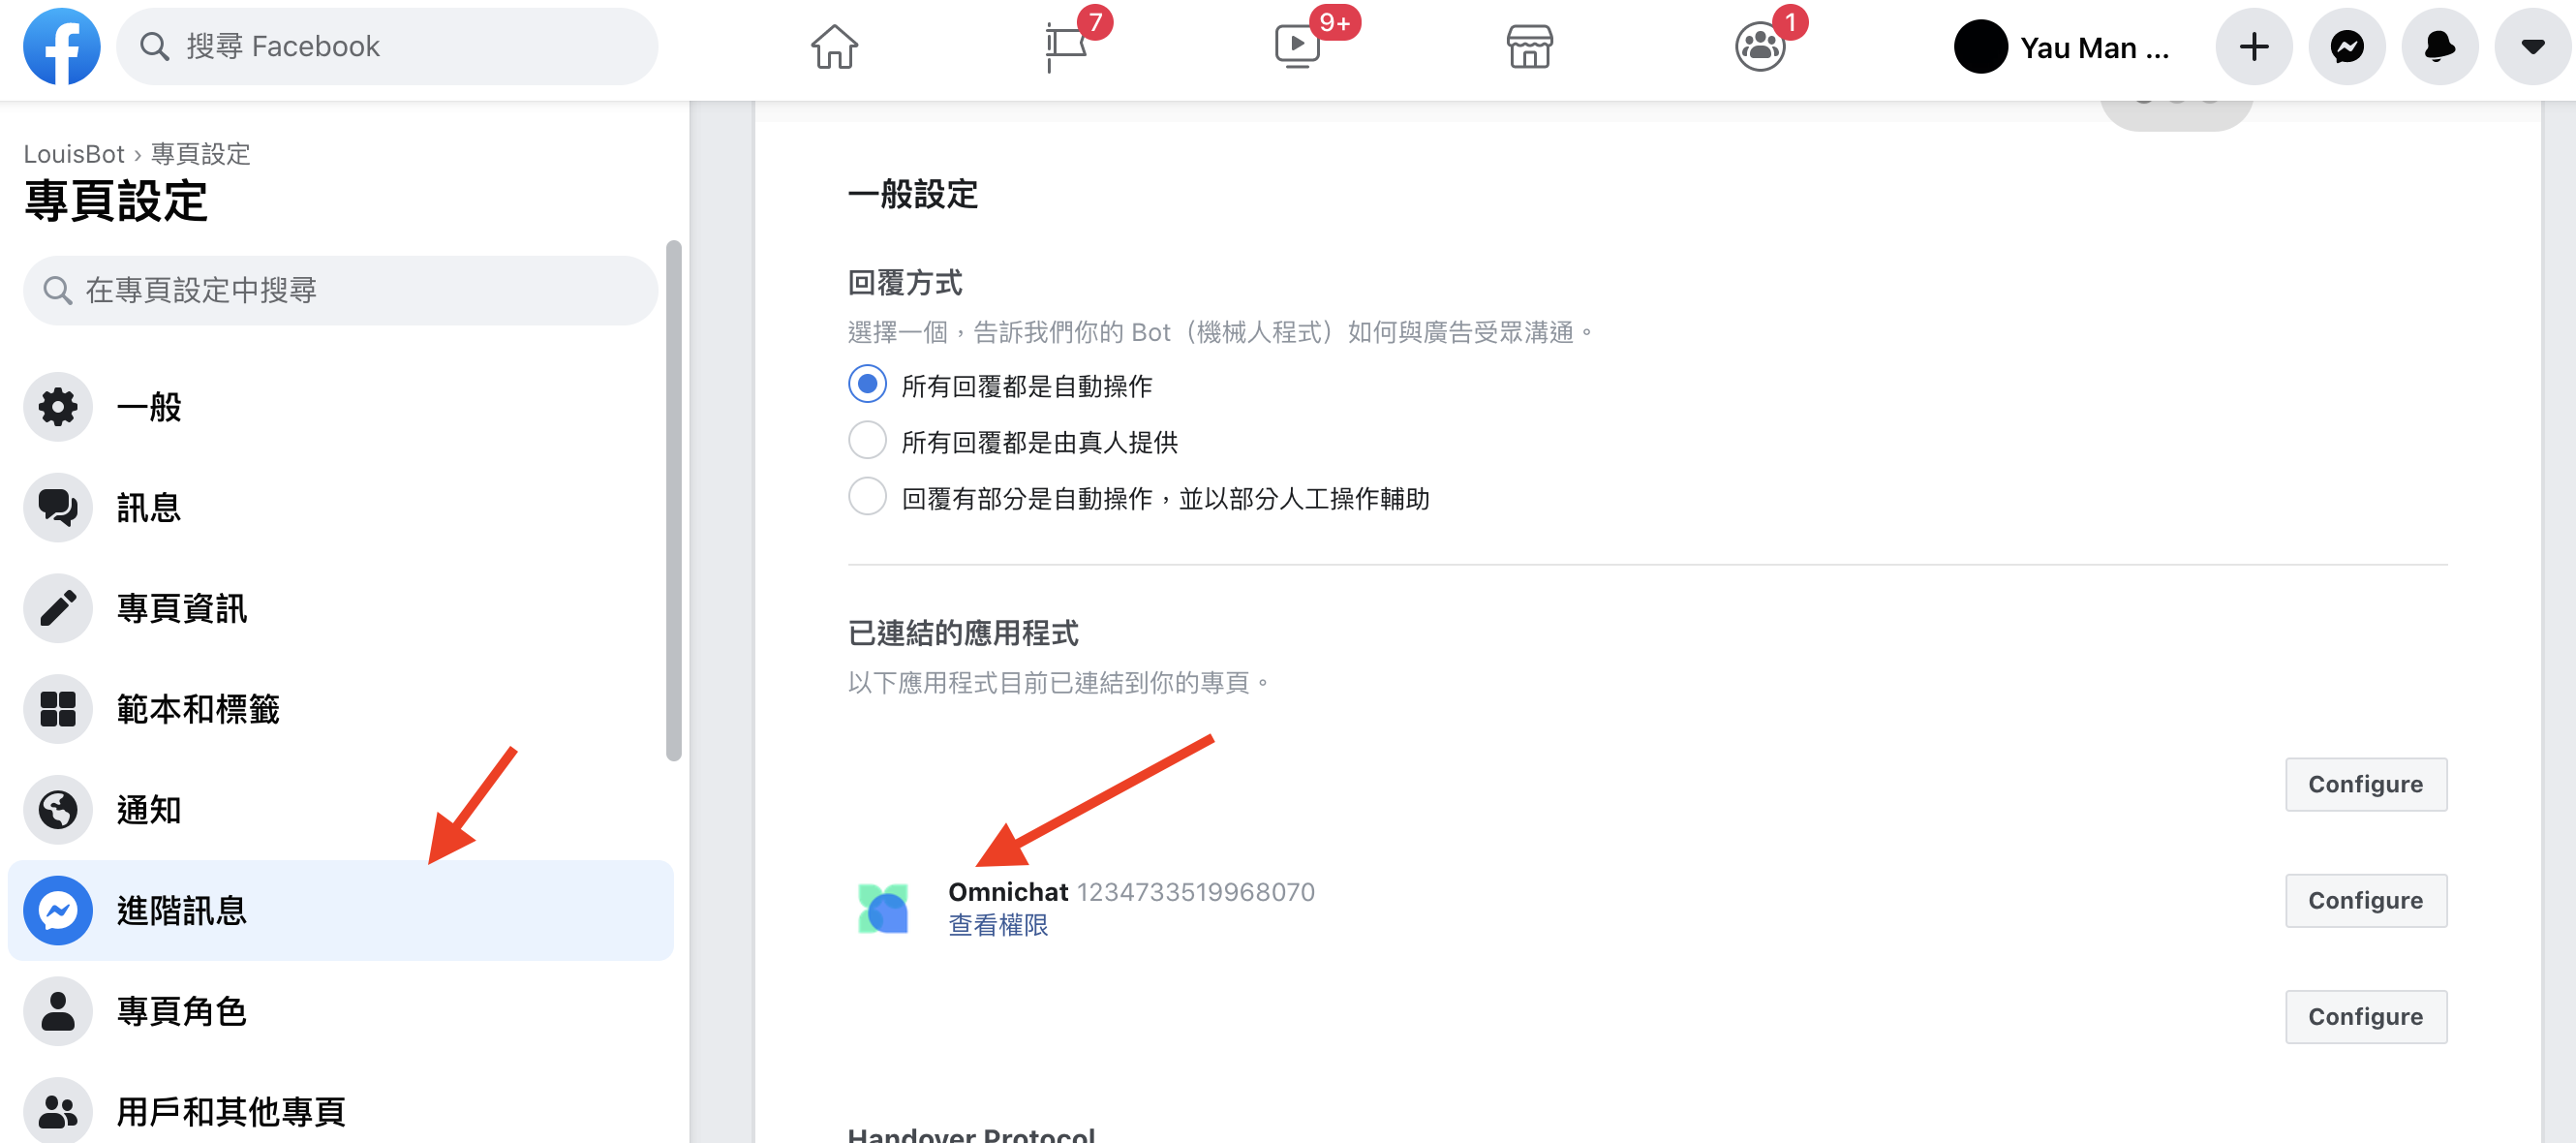 搜尋 Facebook
7
9+
1
Yau Man ...
LouisBot › 專頁設定
專頁設定
在專頁設定中搜尋
一般
訊息
專頁資訊
範本和標籤
通知
進階訊息
專頁角色
用戶和其他專頁
一般設定
回覆方式
選擇一個，告訴我們你的 Bot（機械人程式）如何與廣告受眾溝通。
所有回覆都是自動操作
所有回覆都是由真人提供
回覆有部分是自動操作，並以部分人工操作輔助
已連結的應用程式
以下應用程式目前已連結到你的專頁。
Configure
Omnichat 1234733519968070
查看權限
Configure
Configure
Handover Protocol